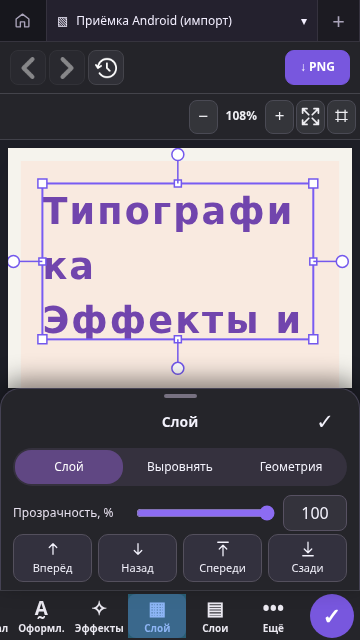 Приёмка Android (импорт)
↓ PNG
108%
Типографи
ка
Эффекты и
Слой
Слой Выровнять Геометрия
Прозрачность, % 100
Вперёд Назад Спереди Сзади
ал Оформл. Эффекты Слой Слои Ещё